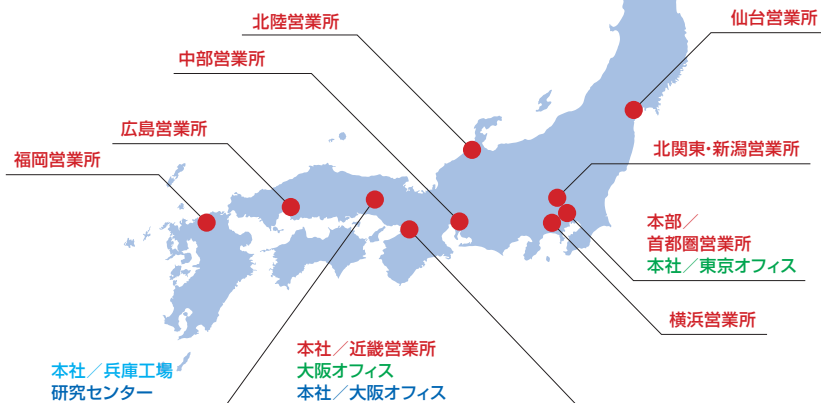 北陸営業所
仙台営業所
中部営業所
広島営業所
福岡営業所
北関東・新潟営業所
本部／
首都圏営業所
本社／東京オフィス
横浜営業所
本社／兵庫工場
研究センター
本社／近畿営業所
大阪オフィス
本社／大阪オフィス